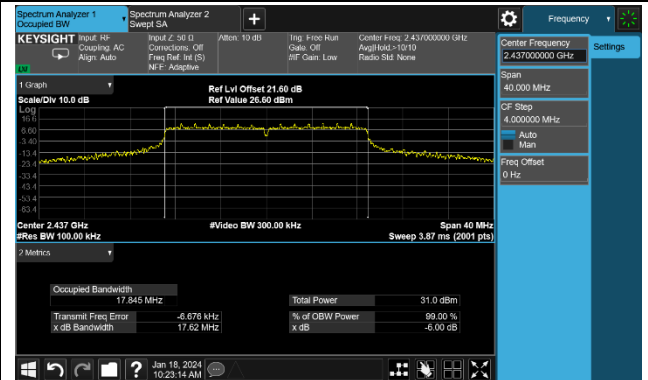 Spectrum Analyzer 1
Occupied BW
Spectrum Analyzer 2
Swept SA
Frequency
KEYSIGHT
Input: RF
Coupling: AC
Align: Auto
Input Z: 50 Ω
Corrections: Off
Freq Ref: Int (S)
NFE: Adaptive
Atten: 10 dB
Trig: Free Run
Gate: Off
#IF Gain: Low
Center Freq: 2.437000000 GHz
Avg|Hold:>10/10
Radio Std: None
Center Frequency
2.437000000 GHz
Settings
Span
40.000 MHz
CF Step
4.000000 MHz
Auto
Man
Freq Offset
0 Hz
1 Graph
Scale/Div 10.0 dB
Ref Lvl Offset 21.60 dB
Ref Value 26.60 dBm
Log
16.6
6.60
-3.40
-13.4
-23.4
-33.4
-43.4
-53.4
-63.4
Center 2.437 GHz
#Res BW 100.00 kHz
#Video BW 300.00 kHz
Span 40 MHz
Sweep 3.87 ms (2001 pts)
2 Metrics
Occupied Bandwidth
17.845 MHz
Total Power 31.0 dBm
Transmit Freq Error -6.676 kHz
% of OBW Power 99.00 %
x dB Bandwidth 17.62 MHz
x dB -6.00 dB
Jan 18, 2024
10:23:14 AM